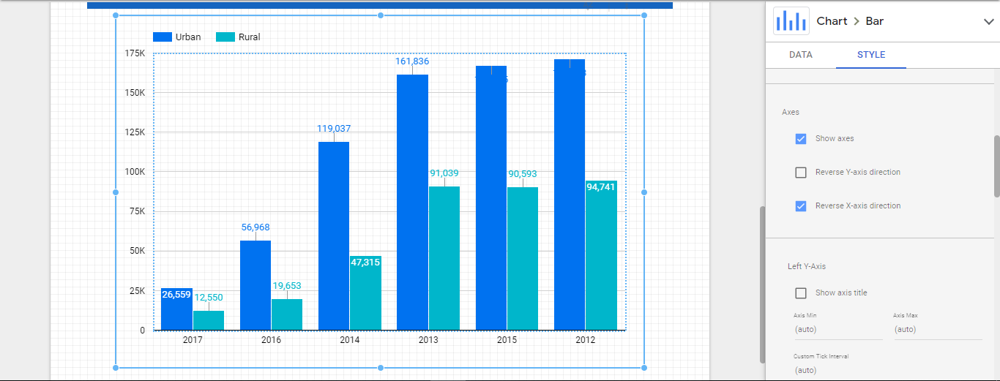 Chart > Bar
DATA STYLE
Urban Rural
175K
150K
125K
100K
75K
50K
25K
0
161,836
119,037
91,039
90,593
94,741
56,968
47,315
26,559
12,550
19,653
2017 2016 2014 2013 2015 2012
Axes
Show axes
Reverse Y-axis direction
Reverse X-axis direction
Left Y-Axis
Show axis title
Axis Min Axis Max
(auto) (auto)
Custom Tick Interval
(auto)